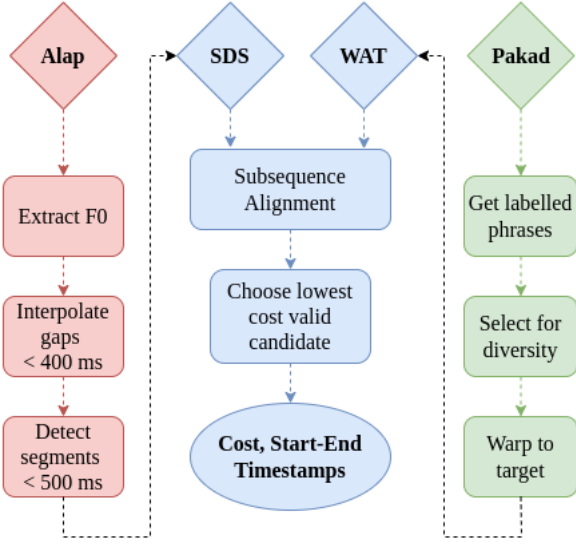 Alap
SDS
WAT
Pakad
Extract F0
Interpolate
gaps
< 400 ms
Detect
segments
< 500 ms
Subsequence
Alignment
Choose lowest
cost valid
candidate
Cost, Start-End
Timestamps
Get labelled
phrases
Select for
diversity
Warp to
target